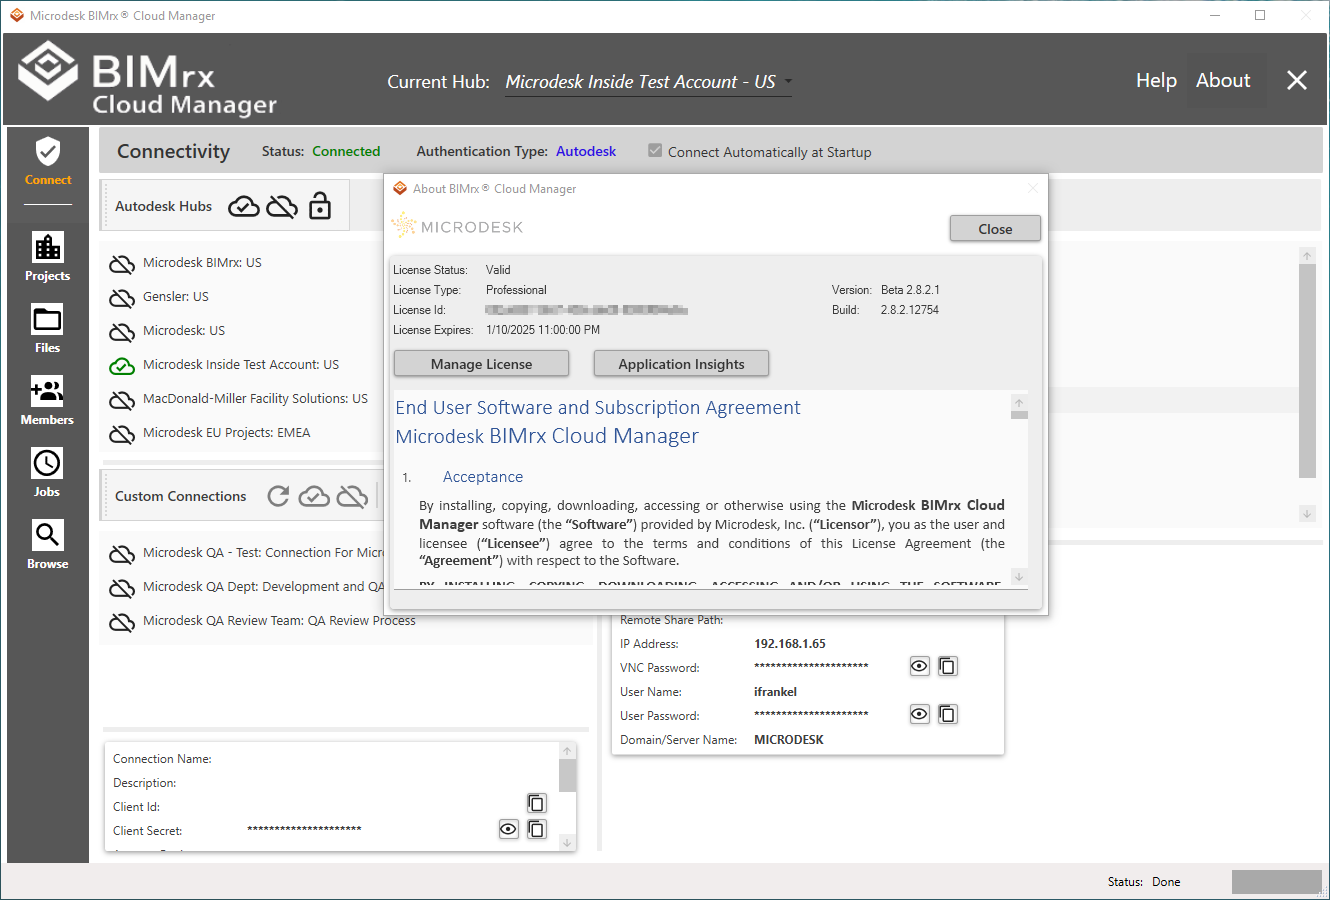 Microdesk BIMrx® Cloud Manager
BIMrx
Cloud Manager
Current Hub: Microdesk Inside Test Account - US
Help About
Connect
Projects
Files
Members
Jobs
Browse
Connectivity Status: Connected Authentication Type: Autodesk Connect Automatically at Startup
Autodesk Hubs
Microdesk BIMrx: US
Gensler: US
Microdesk: US
Microdesk Inside Test Account: US
MacDonald-Miller Facility Solutions: US
Microdesk EU Projects: EMEA
Custom Connections
Microdesk QA - Test: Connection For Micr
Microdesk QA Dept: Development and QA
Microdesk QA Review Team: QA Review Process
Connection Name:
Description:
Client Id:
Client Secret: *********************
About BIMrx® Cloud Manager
MICRODESK
Close
License Status: Valid
License Type: Professional
Version: Beta 2.8.2.1
License Id:
Build: 2.8.2.12754
License Expires: 1/10/2025 11:00:00 PM
Manage License Application Insights
End User Software and Subscription Agreement
Microdesk BIMrx Cloud Manager
1. Acceptance
By installing, copying, downloading, accessing or otherwise using the Microdesk BIMrx Cloud
Manager software (the “Software”) provided by Microdesk, Inc. (“Licensor”), you as the user and
licensee (“Licensee”) agree to the terms and conditions of this License Agreement (the
“Agreement”) with respect to the Software.
BY INSTALLING, COPYING, DOWNLOADING, ACCESSING AND/OR USING THE SOFTWARE,
Remote Share Path:
IP Address: 192.168.1.65
VNC Password: *********************
User Name: ifrankel
User Password: *********************
Domain/Server Name: MICRODESK
Status: Done